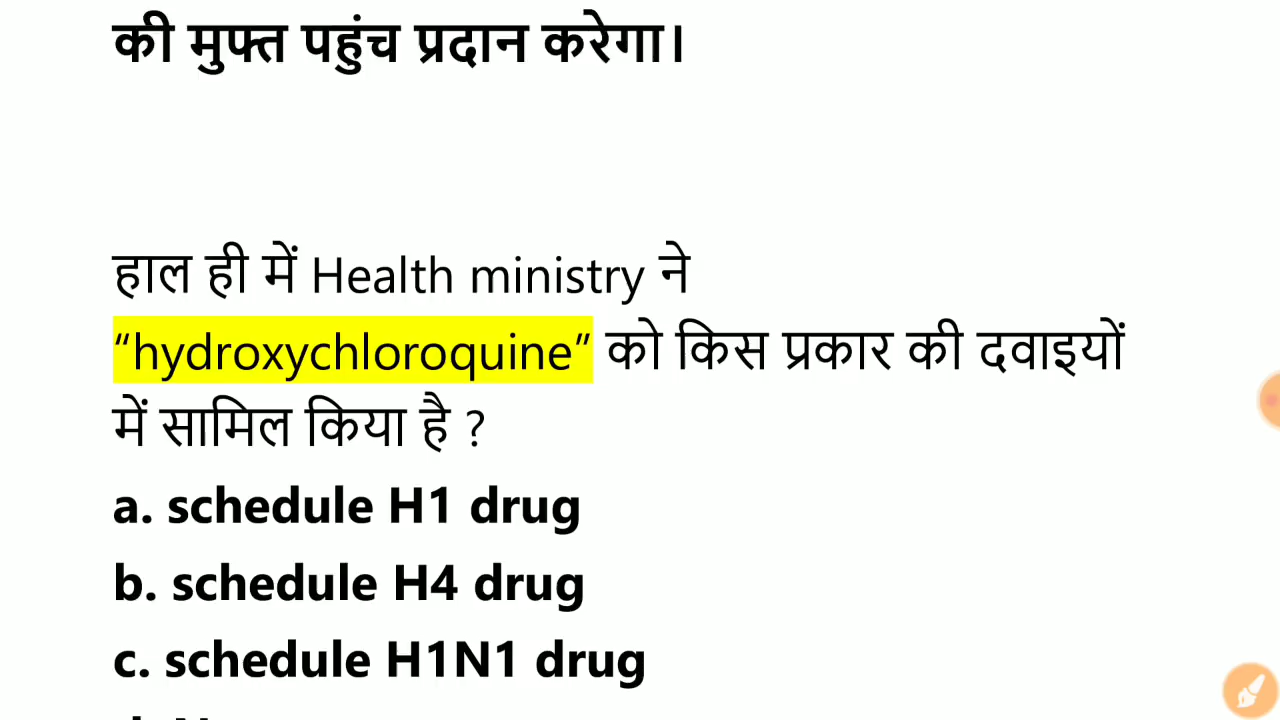 की मुफ्त पहुंच प्रदान करेगा।
हाल ही में Health ministry ने
“hydroxychloroquine” को किस प्रकार की दवाइयों
में सामिल किया है ?
a. schedule H1 drug
b. schedule H4 drug
c. schedule H1N1 drug